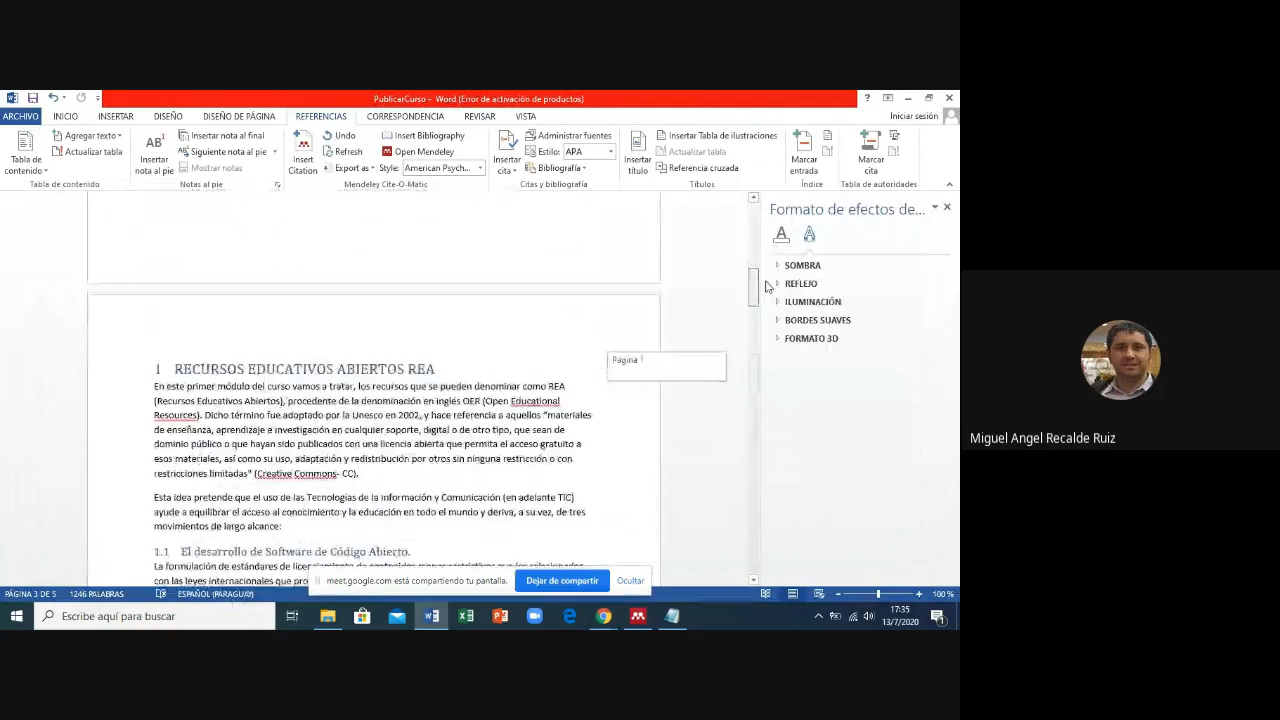 PublicarCurso - Word (Error de activación de productos)
ARCHIVO INICIO INSERTAR DISEÑO DISEÑO DE PÁGINA REFERENCIAS CORRESPONDENCIA REVISAR VISTA Iniciar sesión
Tabla de contenido
Agregar texto
Actualizar tabla
Tabla de contenido
AB¹
Insertar nota al pie
Insertar nota al final
Siguiente nota al pie
Mostrar notas
Notas al pie
Insert Citation
Undo
Refresh
Export as
Insert Bibliography
Open Mendeley
Style: American Psych...
Mendeley Cite-O-Matic
Insertar cita
Administrar fuentes
Estilo: APA
Bibliografía
Citas y bibliografía
Insertar título
Insertar Tabla de ilustraciones
Actualizar tabla
Referencia cruzada
Títulos
Marcar entrada
Índice
Marcar cita
Tabla de autoridades
Formato de efectos de...
SOMBRA
REFLEJO
ILUMINACIÓN
BORDES SUAVES
FORMATO 3D
Página 1
1 RECURSOS EDUCATIVOS ABIERTOS REA
En este primer módulo del curso vamos a tratar, los recursos que se pueden denominar como REA
(Recursos Educativos Abiertos), procedente de la denominación en inglés OER (Open Educational
Resources). Dicho término fue adoptado por la Unesco en 2002, y hace referencia a aquellos "materiales
de enseñanza, aprendizaje e investigación en cualquier soporte, digital o de otro tipo, que sean de
dominio público o que hayan sido publicados con una licencia abierta que permita el acceso gratuito a
esos materiales, así como su uso, adaptación y redistribución por otros sin ninguna restricción o con
restricciones limitadas" (Creative Commons- CC).
Esta idea pretende que el uso de las Tecnologías de la Información y Comunicación (en adelante TIC)
ayude a equilibrar el acceso al conocimiento y la educación en todo el mundo y deriva, a su vez, de tres
movimientos de largo alcance:
1.1 El desarrollo de Software de Código Abierto.
La formulación de estándares de
con las leyes internacionales que
meet.google.com está compartiendo tu pantalla. Dejar de compartir Ocultar
PÁGINA 3 DE 5 1246 PALABRAS ESPAÑOL (PARAGUAY) 100 %
Escribe aquí para buscar
17:35
13/7/2020
1
Miguel Angel Recalde Ruiz